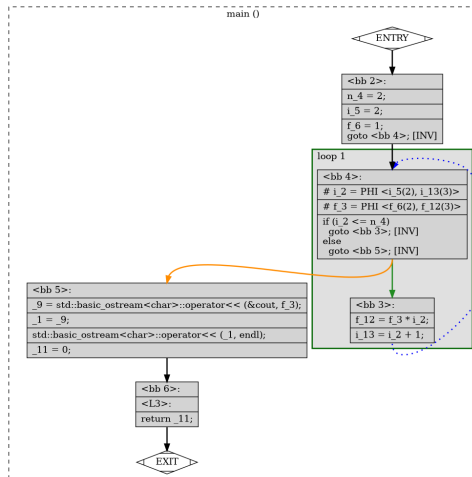 main ()
ENTRY
<bb 2>:
n_4 = 2;
i_5 = 2;
f_6 = 1;
goto <bb 4>; [INV]
loop 1
<bb 4>:
# i_2 = PHI <i_5(2), i_13(3)>
# f_3 = PHI <f_6(2), f_12(3)>
if (i_2 <= n_4)
goto <bb 3>; [INV]
else
goto <bb 5>; [INV]
<bb 3>:
f_12 = f_3 * i_2;
i_13 = i_2 + 1;
<bb 5>:
_9 = std::basic_ostream<char>::operator<< (&cout, f_3);
_1 = _9;
std::basic_ostream<char>::operator<< (_1, endl);
_11 = 0;
<bb 6>:
<L3>:
return _11;
EXIT